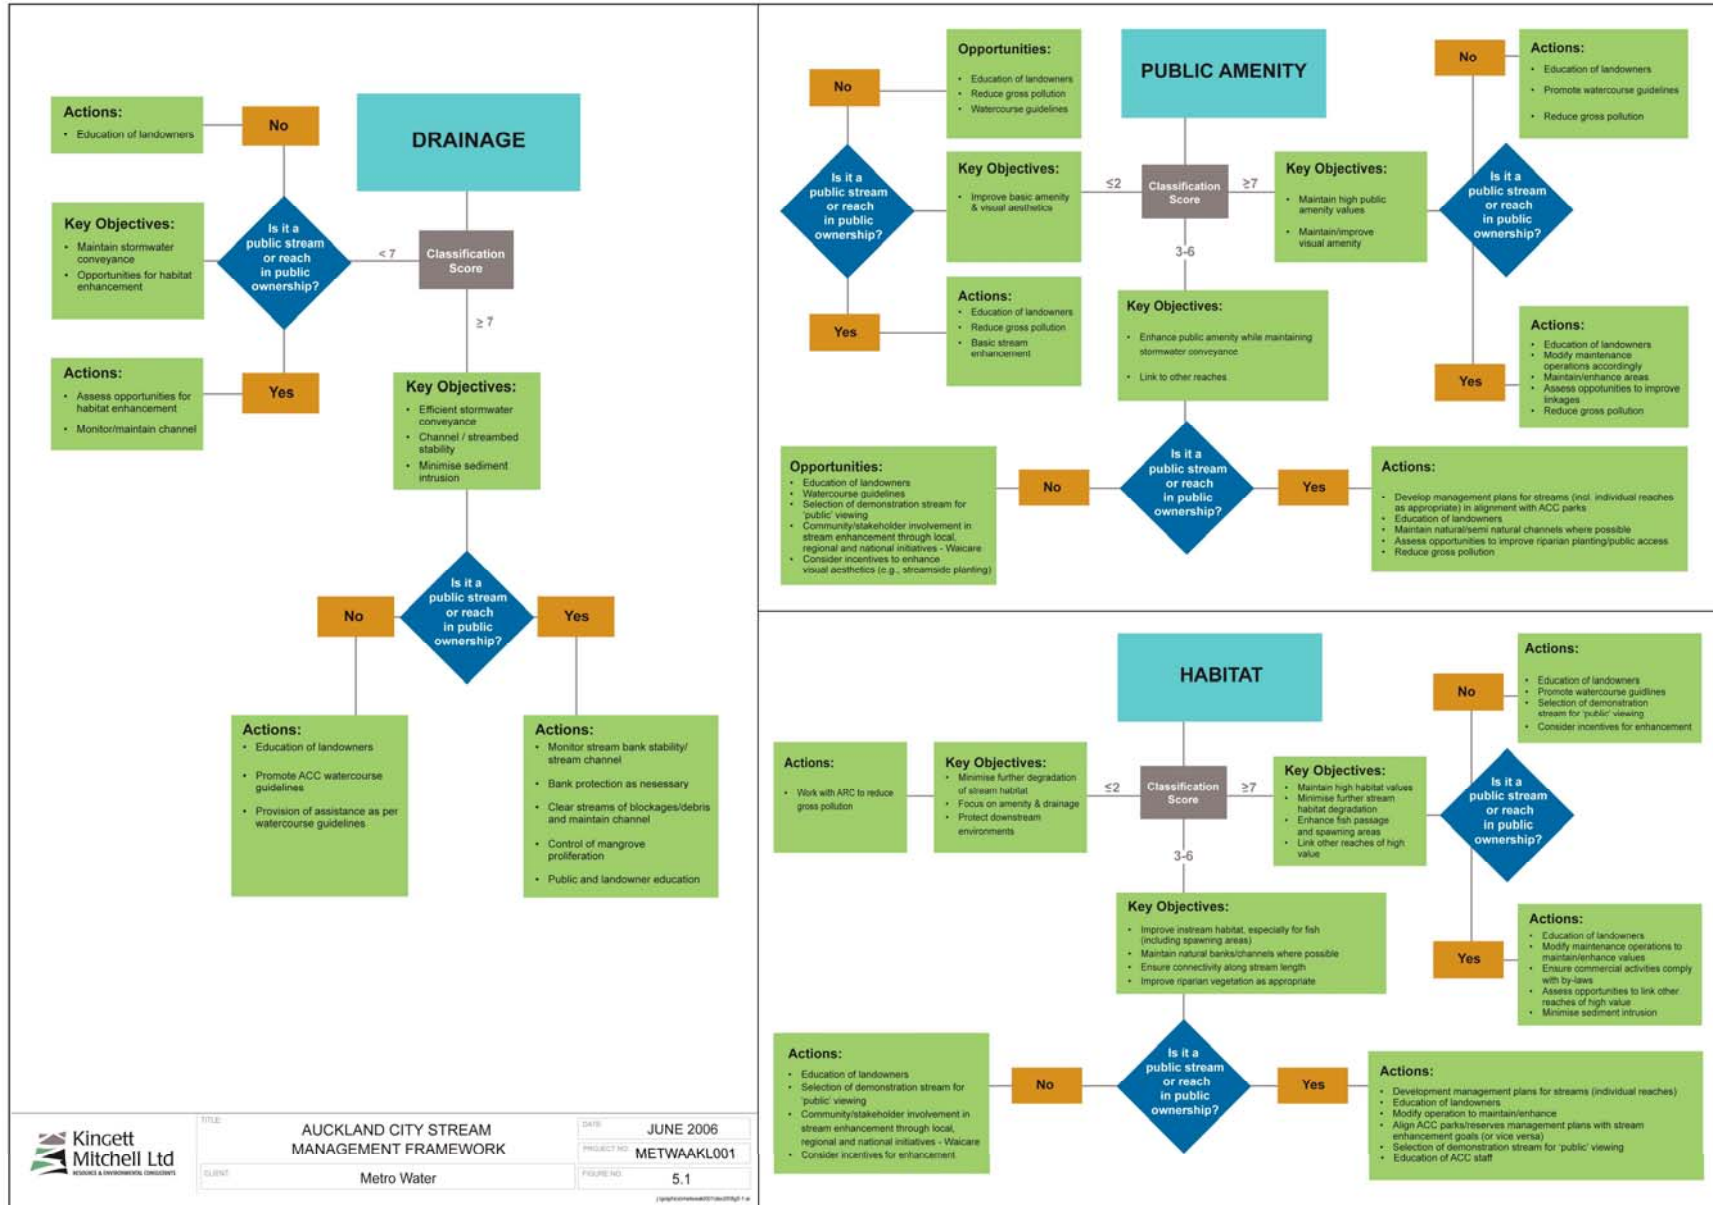 DRAINAGE
Classification
Score
< 7
≥ 7
Is it a
public stream
or reach
in public
ownership?
No
Actions:
• Education of landowners
Key Objectives:
• Maintain stormwater
conveyance
• Opportunities for habitat
enhancement
Yes
Actions:
• Assess opportunities for
habitat enhancement
• Monitor/maintain channel
Key Objectives:
• Efficient stormwater
conveyance
• Channel / streambed
stability
• Minimise sediment
intrusion
Is it a
public stream
or reach
in public
ownership?
No
Yes
Actions:
• Education of landowners
• Promote ACC watercourse
guidelines
• Provision of assistance as per
watercourse guidelines
Actions:
• Monitor stream bank stability/
stream channel
• Bank protection as nesessary
• Clear streams of blockages/debris
and maintain channel
• Control of mangrove
proliferation
• Public and landowner education
PUBLIC AMENITY
Classification
Score
≤2
≥7
3-6
No
Opportunities:
• Education of landowners
• Reduce gross pollution
• Watercourse guidelines
Is it a
public stream
or reach
in public
ownership?
Key Objectives:
• Improve basic amenity
& visual aesthetics
Yes
Actions:
• Education of landowners
• Reduce gross pollution
• Basic stream
enhancement
Key Objectives:
• Maintain high public
amenity values
• Maintain/improve
visual amenity
Is it a
public stream
or reach
in public
ownership?
No
Actions:
• Education of landowners
• Promote watercourse guidelines
• Reduce gross pollution
Yes
Actions:
• Education of landowners
• Modify maintenance
operations accordingly
• Maintain/enhance areas
• Assess oppotunities to improve
linkages
• Reduce gross pollution
Key Objectives:
• Enhance public amenity while maintaining
stormwater conveyance
• Link to other reaches
Is it a
public stream
or reach
in public
ownership?
No
Yes
Opportunities:
• Education of landowners
• Watercourse guidelines
• Selection of demonstration stream for
'public' viewing
• Community/stakeholder involvement in
stream enhancement through local,
regional and national initiatives - Waicare
• Consider incentives to enhance
visual aesthetics (e.g., streamside planting)
Actions:
• Develop management plans for streams (incl. individual reaches
as appropriate) in alignment with ACC parks
• Education of landowners
• Maintain natural/semi natural channels where possible
• Assess opportunities to improve riparian planting/public access
• Reduce gross pollution
HABITAT
Classification
Score
≤2
≥7
3-6
Actions:
• Work with ARC to reduce
gross pollution
Key Objectives:
• Minimise further degradation
of stream habitat
• Focus on amenity & drainage
• Protect downstream
environments
Key Objectives:
• Maintain high habitat values
• Minimise further stream
habitat degradation
• Enhance fish passage
and spawning areas
• Link other reaches of high
value
Is it a
public stream
or reach
in public
ownership?
No
Actions:
• Education of landowners
• Promote watercourse guidlines
• Selection of demonstration
stream for 'public' viewing
• Consider incentives for enhancement
Yes
Actions:
• Education of landowners
• Modify maintenance operations to
maintain/enhance values
• Ensure commercial activities comply
with by-laws
• Assess opportunities to link other
reaches of high value
• Minimise sediment intrusion
Key Objectives:
• Improve instream habitat, especially for fish
(including spawning areas)
• Maintain natural banks/channels where possible
• Ensure connectivity along stream length
• Improve riparian vegetation as appropriate
Is it a
public stream
or reach
in public
ownership?
No
Yes
Actions:
• Education of landowners
• Selection of demonstration stream for
'public' viewing
• Community/stakeholder involvement in
stream enhancement through local,
regional and national initiatives - Waicare
• Consider incentives for enhancement
Actions:
• Development management plans for streams (individual reaches)
• Education of landowners
• Modify operation to maintain/enhance
• Align ACC parks/reserves management plans with stream
enhancement goals (or vice versa)
• Selection of demonstration stream for 'public' viewing
• Education of ACC staff
Kincett
Mitchell Ltd
RESOURCE & ENVIRONMENTAL CONSULTANTS
TITLE:
AUCKLAND CITY STREAM
MANAGEMENT FRAMEWORK
CLIENT:
Metro Water
DATE:
JUNE 2006
PROJECT NO.
METWAAKL001
FIGURE NO.
5.1